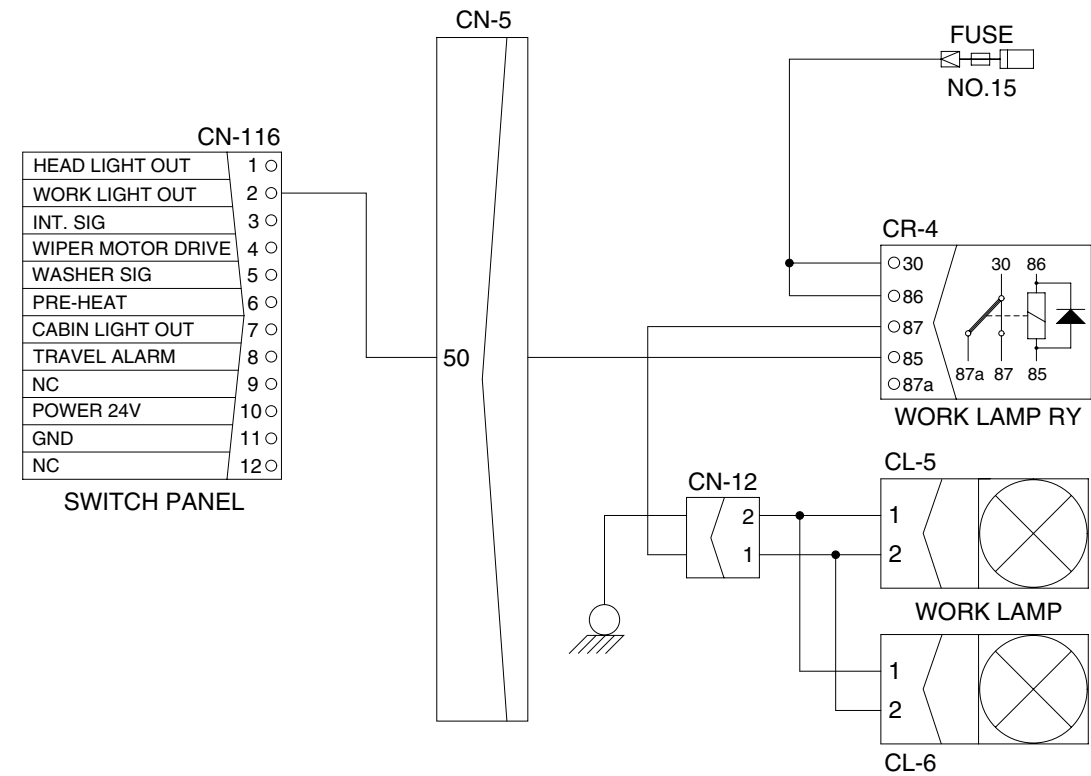 CN-5
FUSE
NO.15
CN-116
HEAD LIGHT OUT 1
WORK LIGHT OUT 2
INT. SIG 3
WIPER MOTOR DRIVE 4
WASHER SIG 5
PRE-HEAT 6
CABIN LIGHT OUT 7
TRAVEL ALARM 8
NC 9
POWER 24V 10
GND 11
NC 12
SWITCH PANEL
50
CR-4
30
86
87
85
87a
30 86
87a 87 85
WORK LAMP RY
CN-12
2
1
CL-5
1
2
WORK LAMP
1
2
CL-6